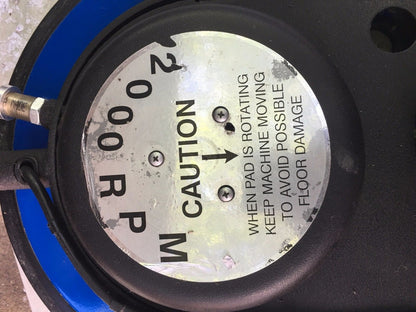 2000 RPM
CAUTION
WHEN PAD IS ROTATING
KEEP MACHINE MOVING
TO AVOID POSSIBLE
FLOOR DAMAGE